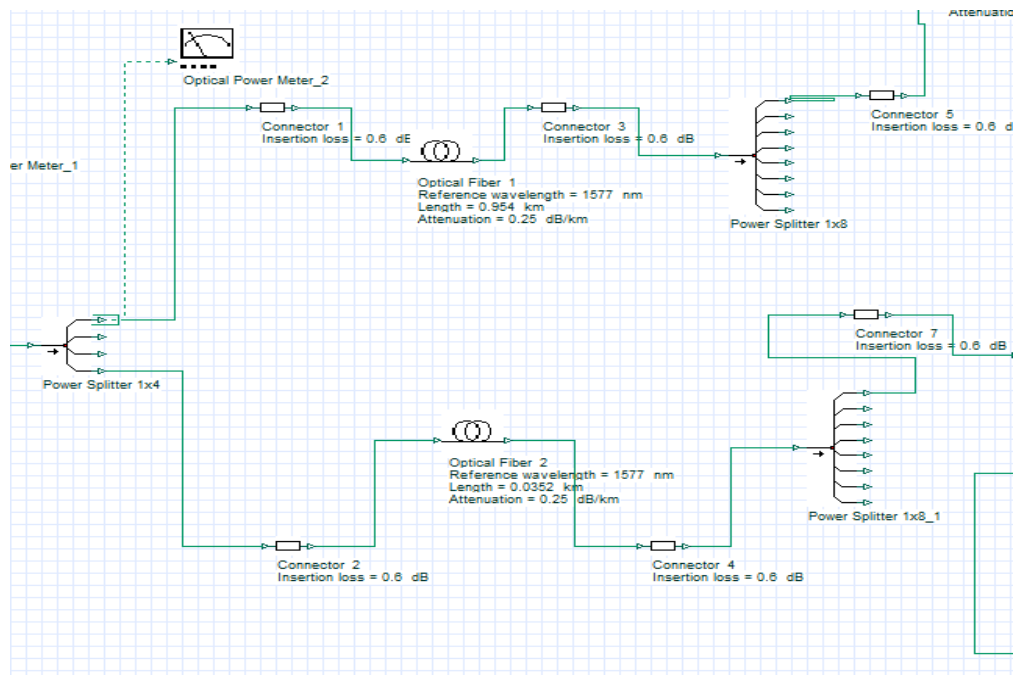 Attenuatio
Optical Power Meter_2
Connector 1
Insertion loss = 0.6 dB
Connector 3
Insertion loss = 0.6 dB
Connector 5
Insertion loss = 0.6 d
er Meter_1
Optical Fiber 1
Reference wavelength = 1577 nm
Length = 0.954 km
Attenuation = 0.25 dB/km
Power Splitter 1x8
Connector 7
Insertion loss = 0.6 dB
Power Splitter 1x4
Optical Fiber 2
Reference wavelength = 1577 nm
Length = 0.0352 km
Attenuation = 0.25 dB/km
Power Splitter 1x8_1
Connector 2
Insertion loss = 0.6 dB
Connector 4
Insertion loss = 0.6 dB